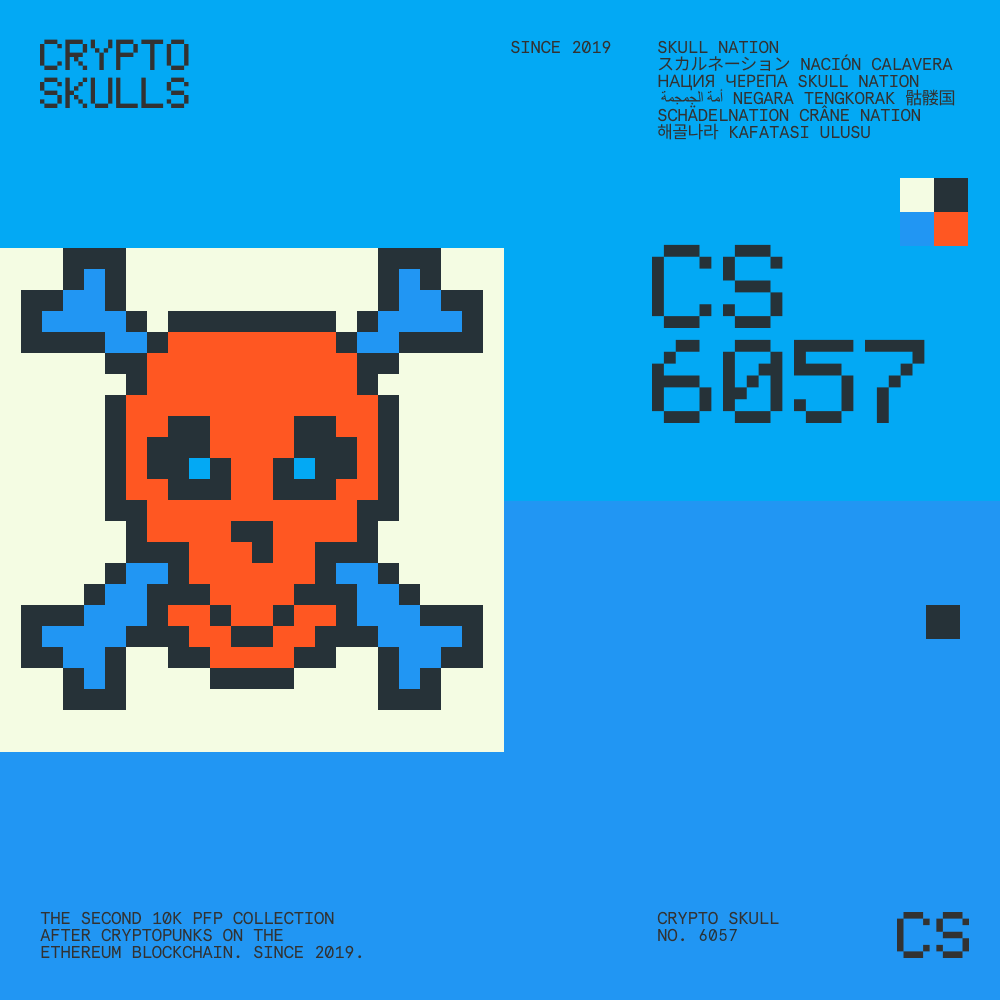 CRYPTO
SKULLS
SINCE 2019
SKULL NATION
スカルネーション NACIÓN CALAVERA
НАЦИЯ ЧЕРЕПА SKULL NATION
أمة الجمجمة NEGARA TENGKORAK 骷髅国
SCHÄDELNATION CRÂNE NATION
해골나라 KAFATASI ULUSU
CS
6057
THE SECOND 10K PFP COLLECTION
AFTER CRYPTOPUNKS ON THE
ETHEREUM BLOCKCHAIN. SINCE 2019.
CRYPTO SKULL
NO. 6057
CS